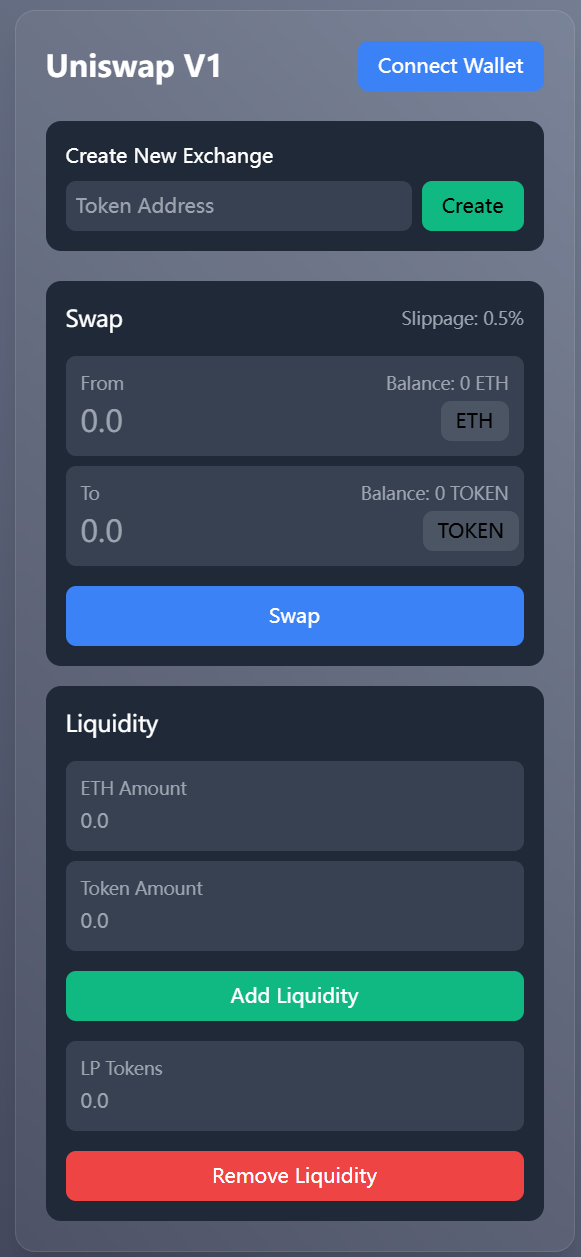 Uniswap V1
Connect Wallet
Create New Exchange
Token Address
Create
Swap
Slippage: 0.5%
From
Balance: 0 ETH
0.0
ETH
To
Balance: 0 TOKEN
0.0
TOKEN
Swap
Liquidity
ETH Amount
0.0
Token Amount
0.0
Add Liquidity
LP Tokens
0.0
Remove Liquidity